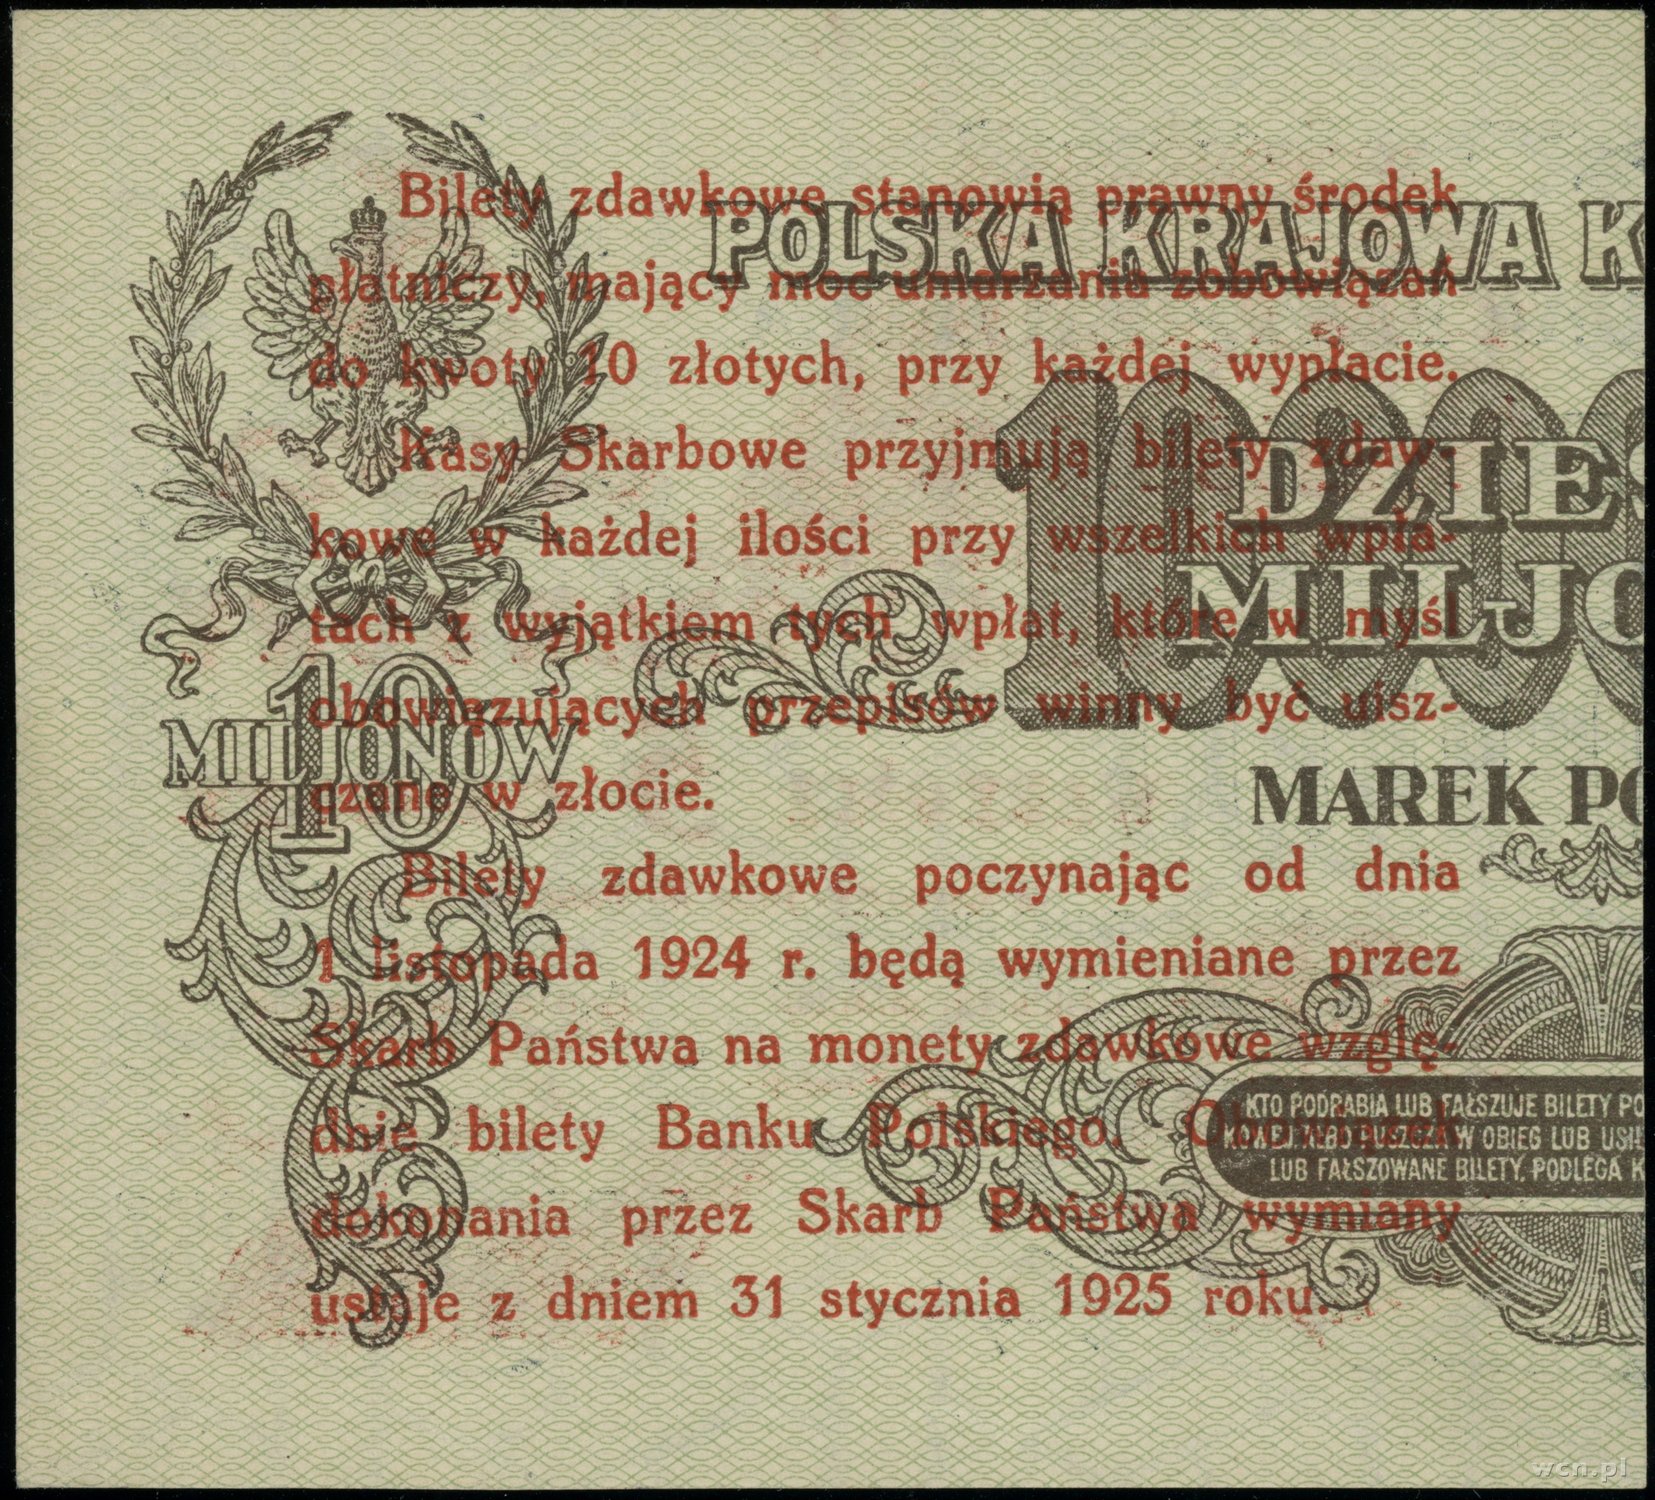 Bilety zdawkowe stanowią prawny środek
POLSKA KRAJOWA K
płatniczy, mający moc umarzania zobowiązań
do kwoty 10 złotych, przy każdej wypłacie.
Kasy Skarbowe przyjmują bilety zdaw-
kowe w każdej ilości przy wszelkich wpła-
tach z wyjątkiem tych wpłat, które w myśl
obowiązujących przepisów winny być uisz-
czane w złocie.
Bilety zdawkowe poczynając od dnia
1 listopada 1924 r. będą wymieniane przez
Skarb Państwa na monety zdawkowe wzglę-
dnie bilety Banku Polskiego. Obowiązek
dokonania przez Skarb Państwa wymiany
ustaje z dniem 31 stycznia 1925 roku.
10
MILJONÓW
1000
DZIES
MILJO
MAREK PO
KTO PODRABIA LUB FAŁSZUJE BILETY PO
LUB FAŁSZOWANE BILETY, PODLEGA K
wcn.pl